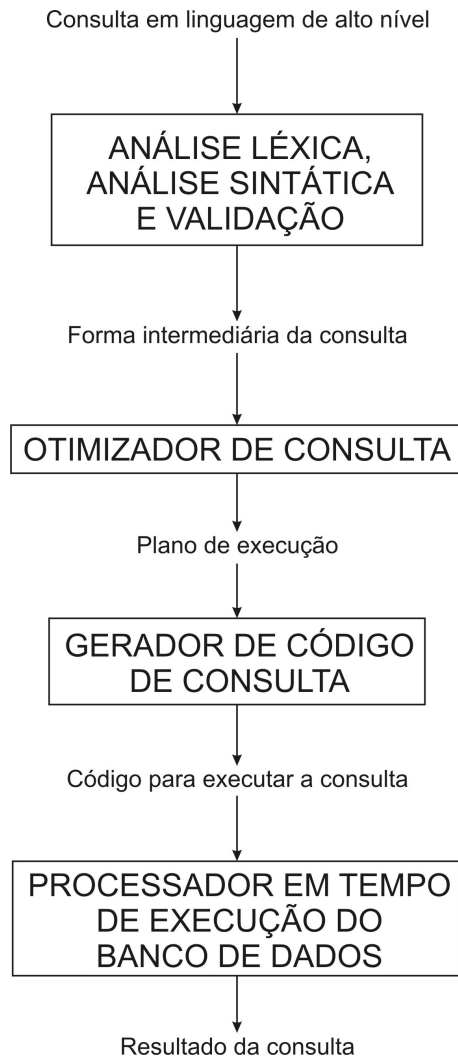 Consulta em linguagem de alto nível
ANÁLISE LÉXICA,
ANÁLISE SINTÁTICA
E VALIDAÇÃO
Forma intermediária da consulta
OTIMIZADOR DE CONSULTA
Plano de execução
GERADOR DE CÓDIGO
DE CONSULTA
Código para executar a consulta
PROCESSADOR EM TEMPO
DE EXECUÇÃO DO
BANCO DE DADOS
Resultado da consulta